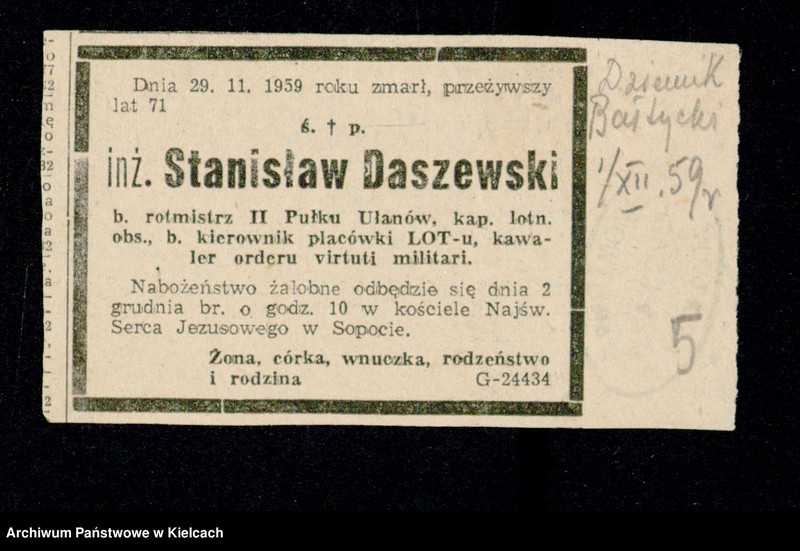 Dnia 29. 11. 1959 roku zmarł, przeżywszy
lat 71
ś. † p.
inż. Stanisław Daszewski
b. rotmistrz II Pułku Ułanów, kap. lotn.
obs., b. kierownik placówki LOT-u, kawa-
ler orderu virtuti militari.
Nabożeństwo żałobne odbędzie się dnia 2
grudnia br. o godz. 10 w kościele Najśw.
Serca Jezusowego w Sopocie.
Żona, córka, wnuczka, rodzeństwo
i rodzina G-24434
Dziennik
Bałtycki
1/XII. 59 r
5
Archiwum Państwowe w Kielcach